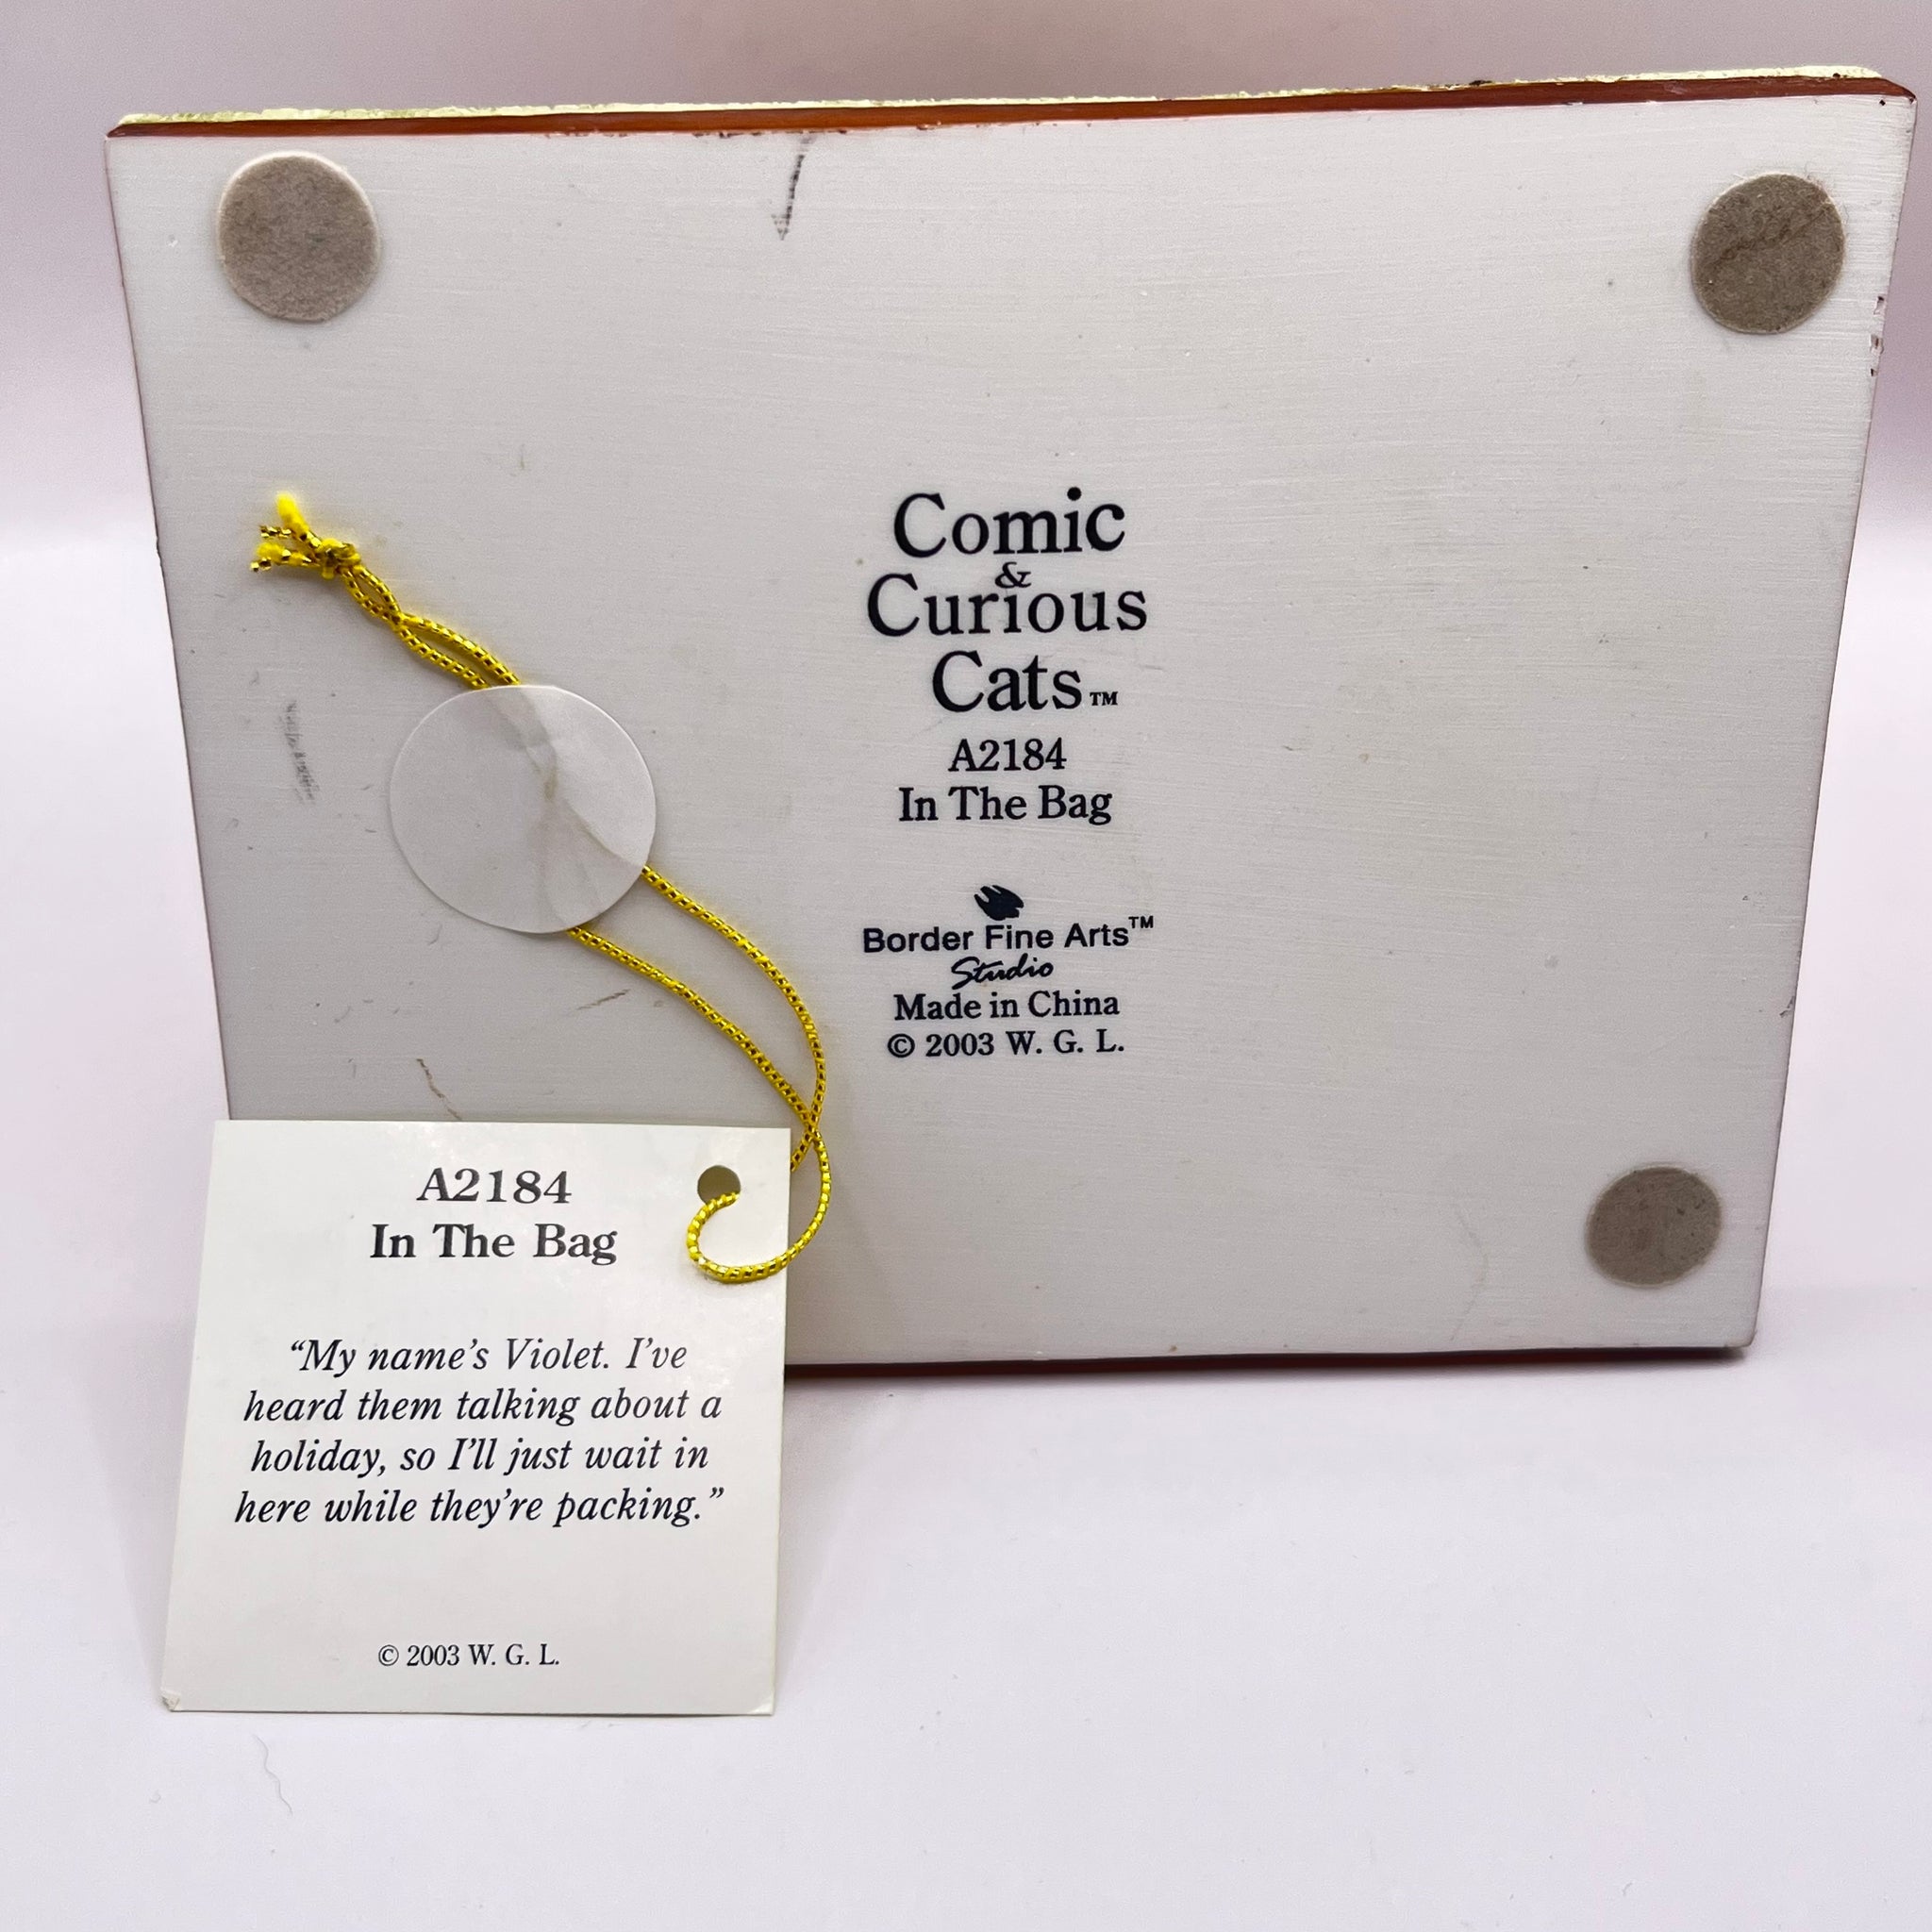 Comic
&
Curious
Cats™
A2184
In The Bag
Border Fine Arts™
Studio
Made in China
© 2003 W. G. L.
A2184
In The Bag
“My name’s Violet. I’ve
heard them talking about a
holiday, so I’ll just wait in
here while they’re packing.”
© 2003 W. G. L.